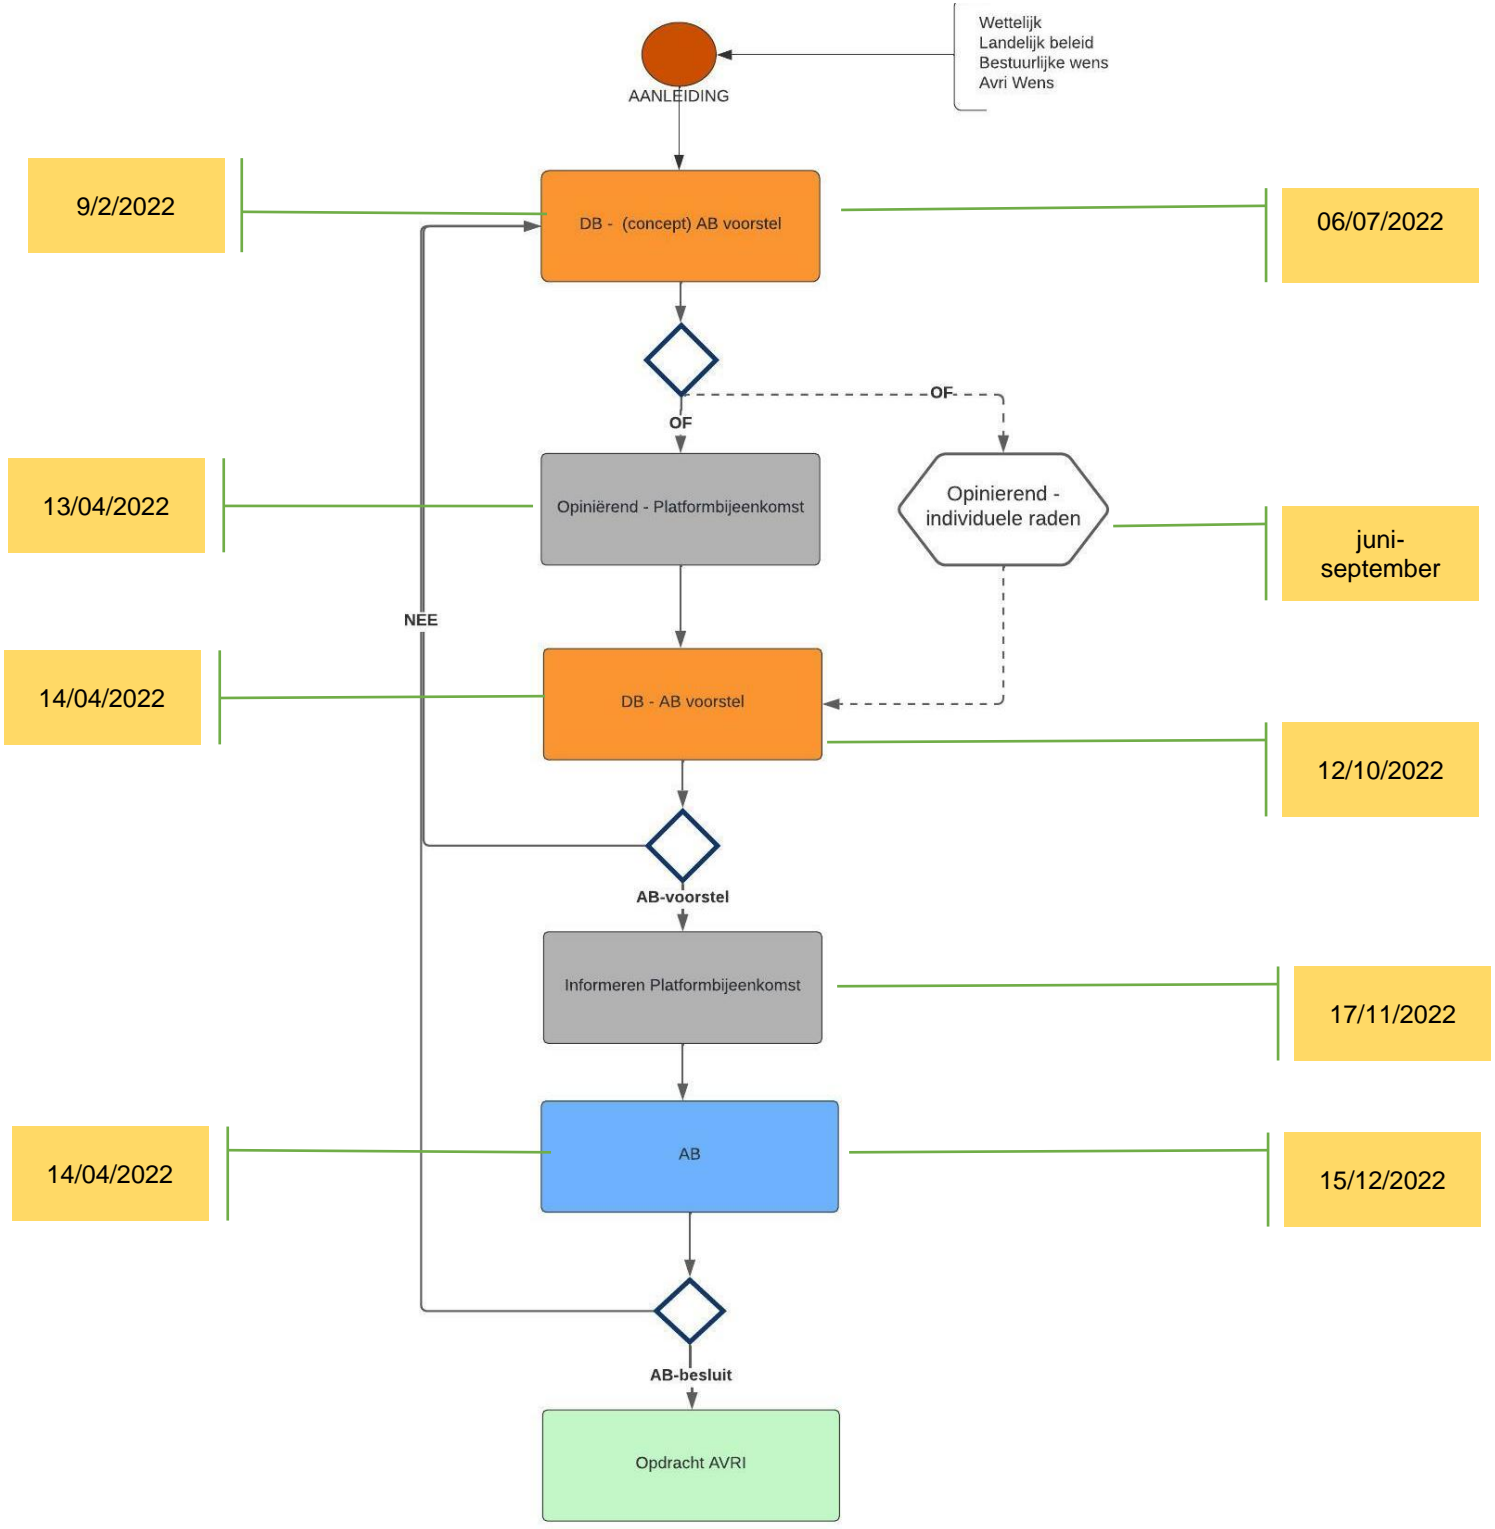 Wettelijk
Landelijk beleid
Bestuurlijke wens
Avri Wens
AANLEIDING
9/2/2022
DB -  (concept) AB voorstel
06/07/2022
OF
OF
13/04/2022
Opiniërend - Platformbijeenkomst
Opinierend -
individuele raden
juni-
september
NEE
14/04/2022
DB - AB voorstel
12/10/2022
AB-voorstel
Informeren Platformbijeenkomst
17/11/2022
14/04/2022
AB
15/12/2022
AB-besluit
Opdracht AVRI